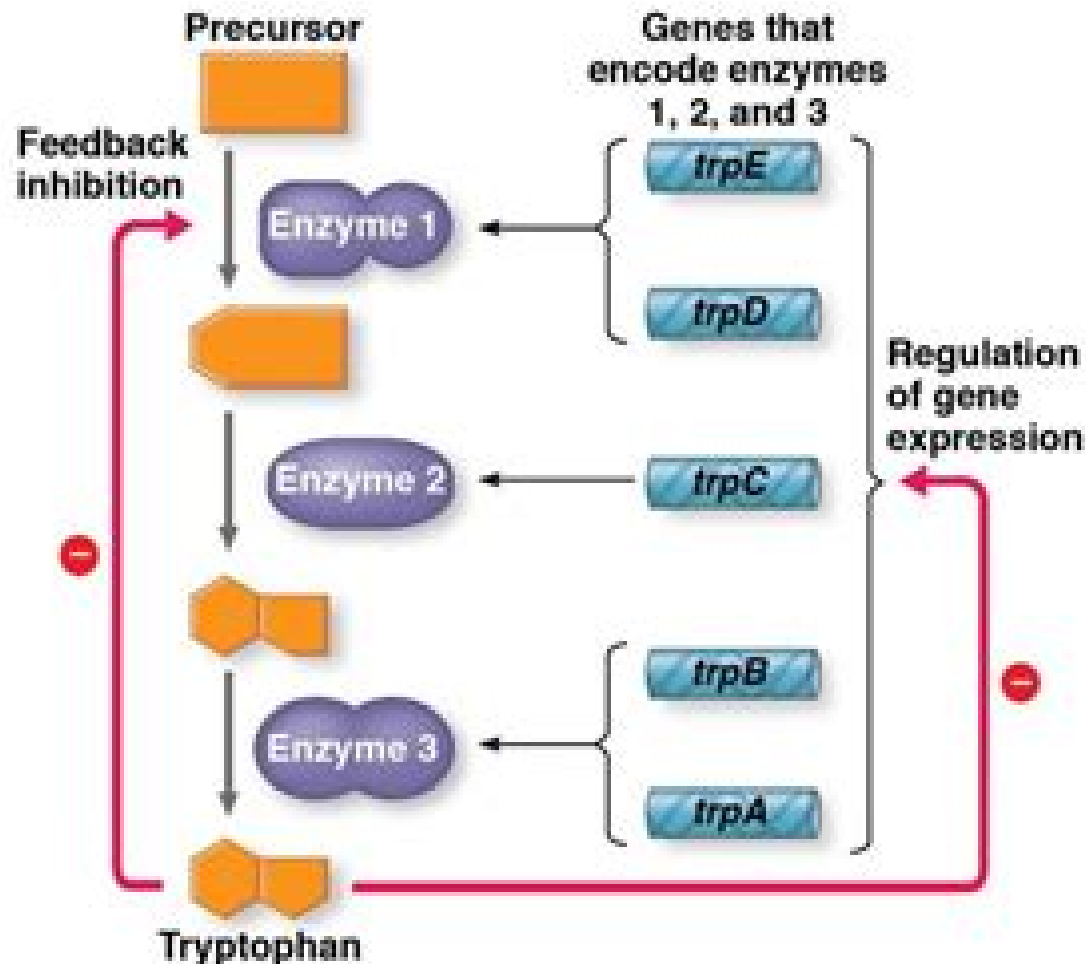 Precursor
Genes that
encode enzymes
1, 2, and 3
Feedback
inhibition
trpE
Enzyme 1
trpD
Regulation
of gene
expression
Enzyme 2
trpC
–
trpB
–
Enzyme 3
trpA
Tryptophan